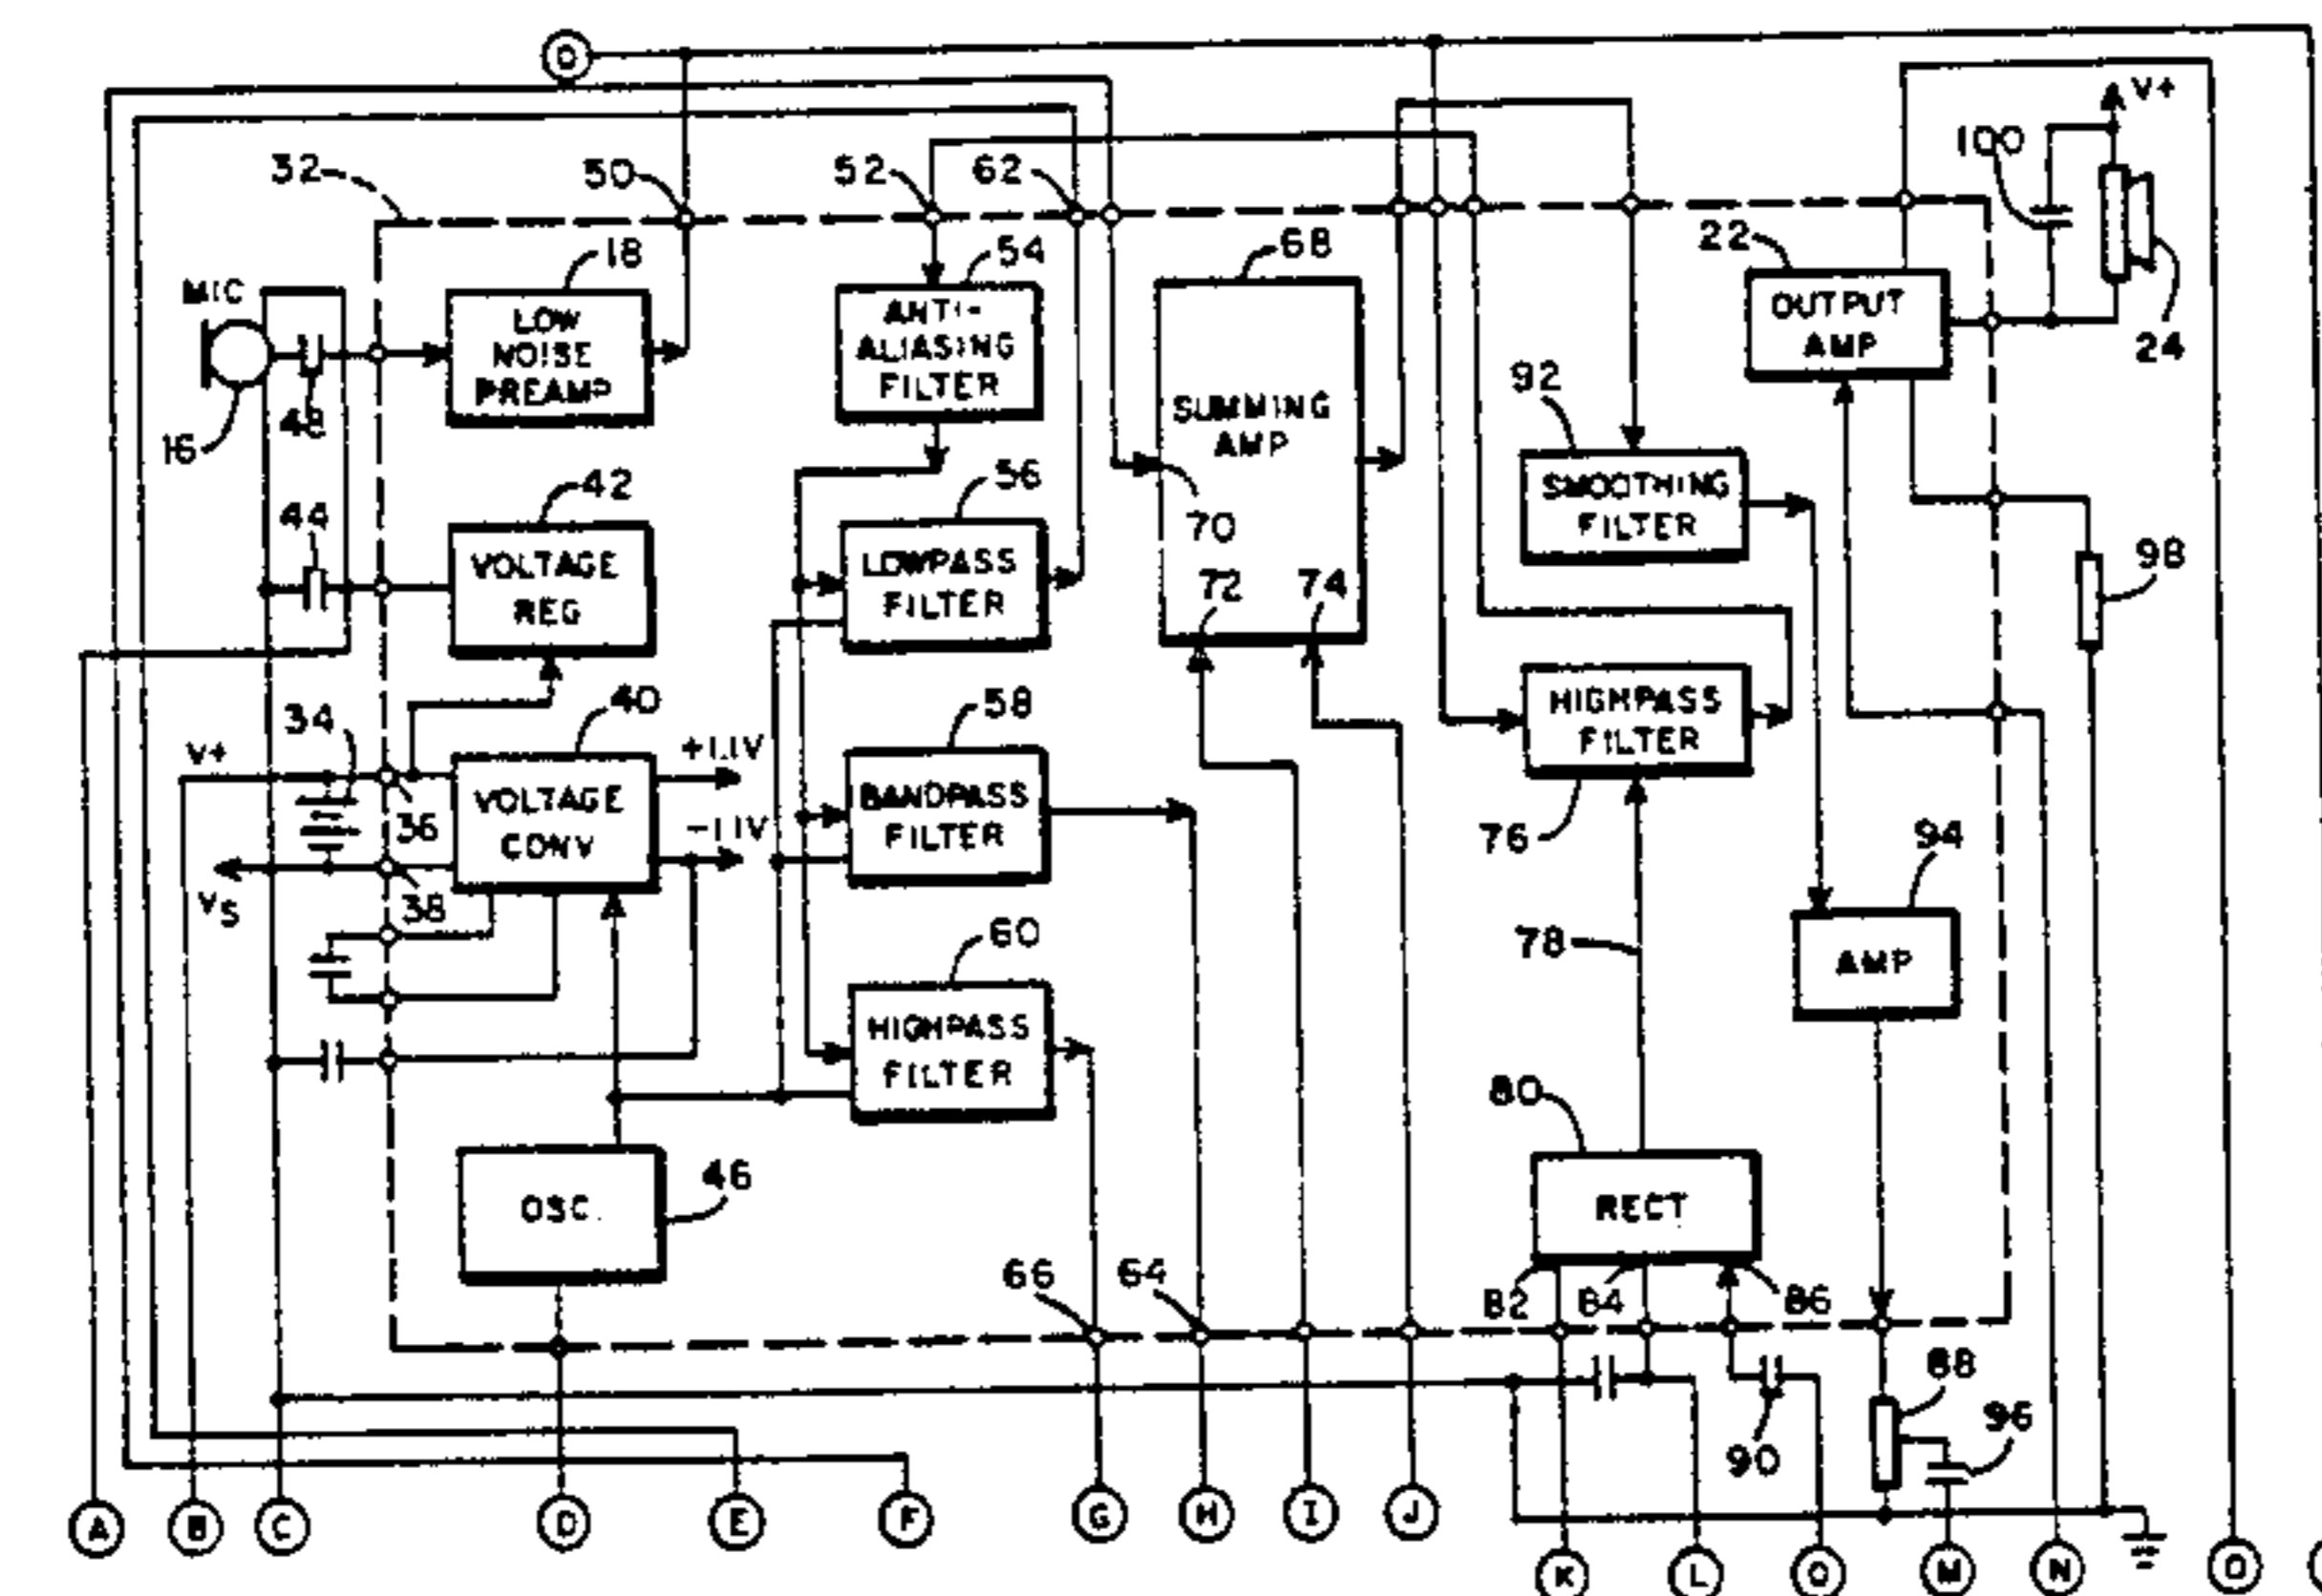 O
V+
100
32
50
52
62
22
24
MIC
18
54
68
LOW
NOISE
PREAMP
ANTI-
ALIASING
FILTER
SUMMING
AMP
OUTPUT
AMP
16
48
92
42
44
56
70
SMOOTHING
FILTER
98
VOLTAGE
REG
LOWPASS
FILTER
72
74
34
40
58
HIGHPASS
FILTER
V+
+1.1V
-1.1V
36
VOLTAGE
CONV
BANDPASS
FILTER
76
94
VS
38
60
78
AMP
HIGHPASS
FILTER
80
OSC.
46
RECT
66
64
82
84
86
88
90
96
A
B
C
D
E
F
G
H
I
J
K
L
O
M
N
O